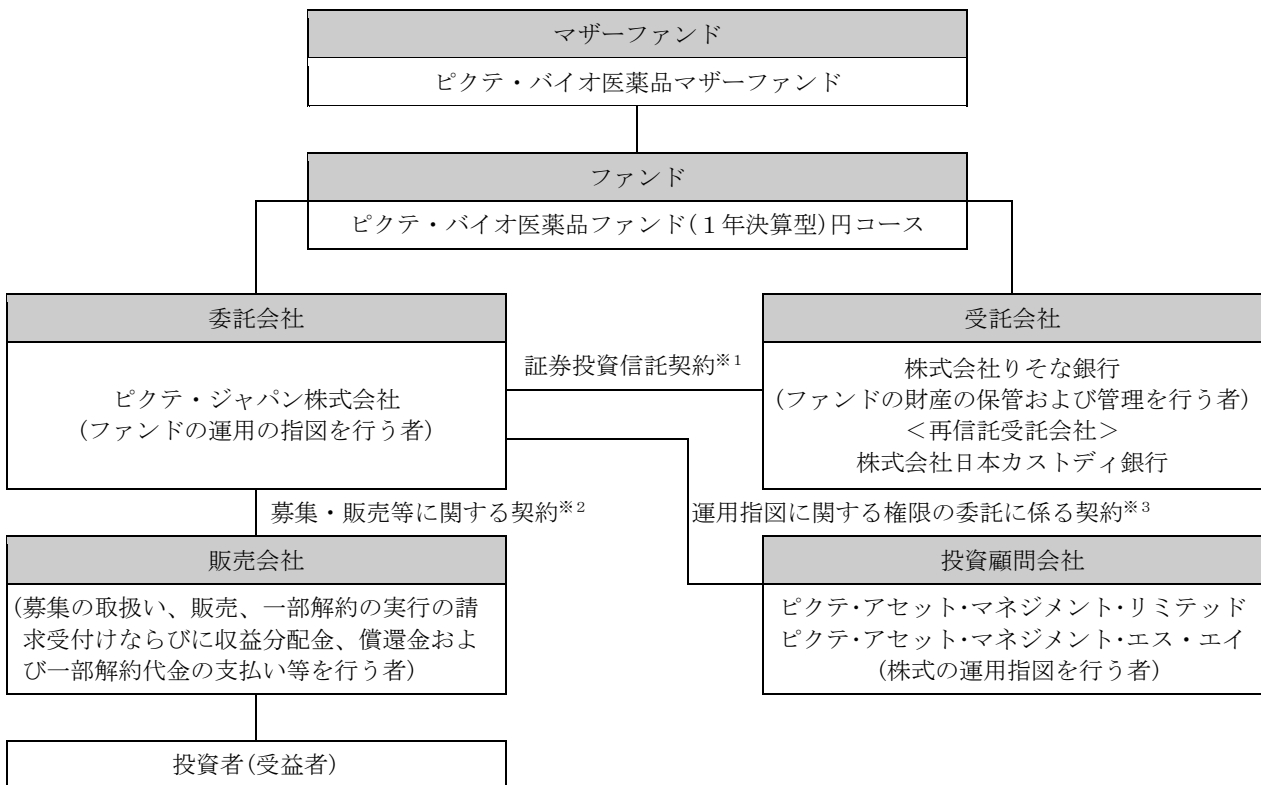 マザーファンド
ピクテ・バイオ医薬品マザーファンド
ファンド
ピクテ・バイオ医薬品ファンド(１年決算型)円コース
委託会社
ピクテ・ジャパン株式会社
(ファンドの運用の指図を行う者)
証券投資信託契約※1
受託会社
株式会社りそな銀行
(ファンドの財産の保管および管理を行う者)
＜再信託受託会社＞
株式会社日本カストディ銀行
募集・販売等に関する契約※2
運用指図に関する権限の委託に係る契約※3
販売会社
(募集の取扱い、販売、一部解約の実行の請
求受付けならびに収益分配金、償還金およ
び一部解約代金の支払い等を行う者)
投資顧問会社
ピクテ・アセット・マネジメント・リミテッド
ピクテ・アセット・マネジメント・エス・エイ
(株式の運用指図を行う者)
投資者(受益者)